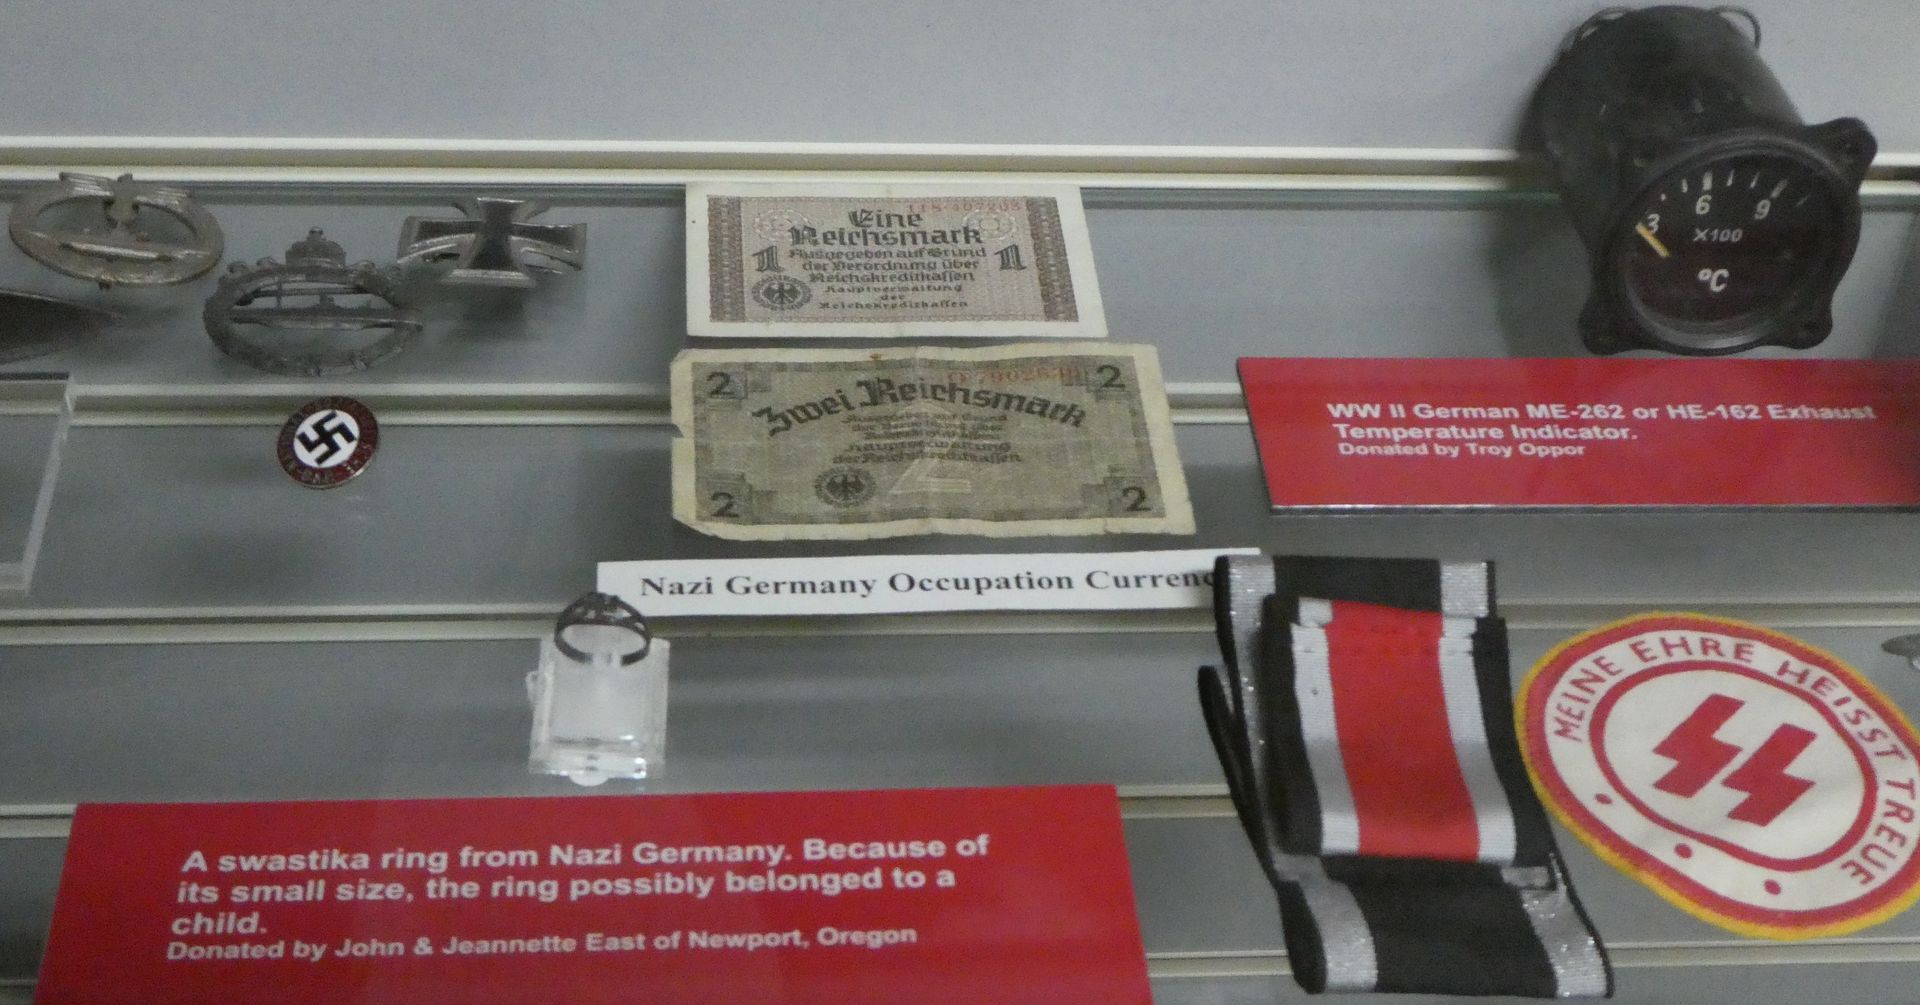 Eine
Reichsmark
1 1
Ausgegeben auf Grund
der Verordnung über
Reichskreditkassen
Hauptverwaltung
der
Reichskreditkassen
2 2
Zwei Reichsmark
Hauptverwaltung
der Reichskreditkassen
2 2
Nazi Germany Occupation Currenc
3 6 9
X100
°C
WW II German ME-262 or HE-162 Exhaust
Temperature Indicator.
Donated by Troy Oppor
MEINE EHRE HEISST TREUE
A swastika ring from Nazi Germany. Because of
its small size, the ring possibly belonged to a
child.
Donated by John & Jeannette East of Newport, Oregon